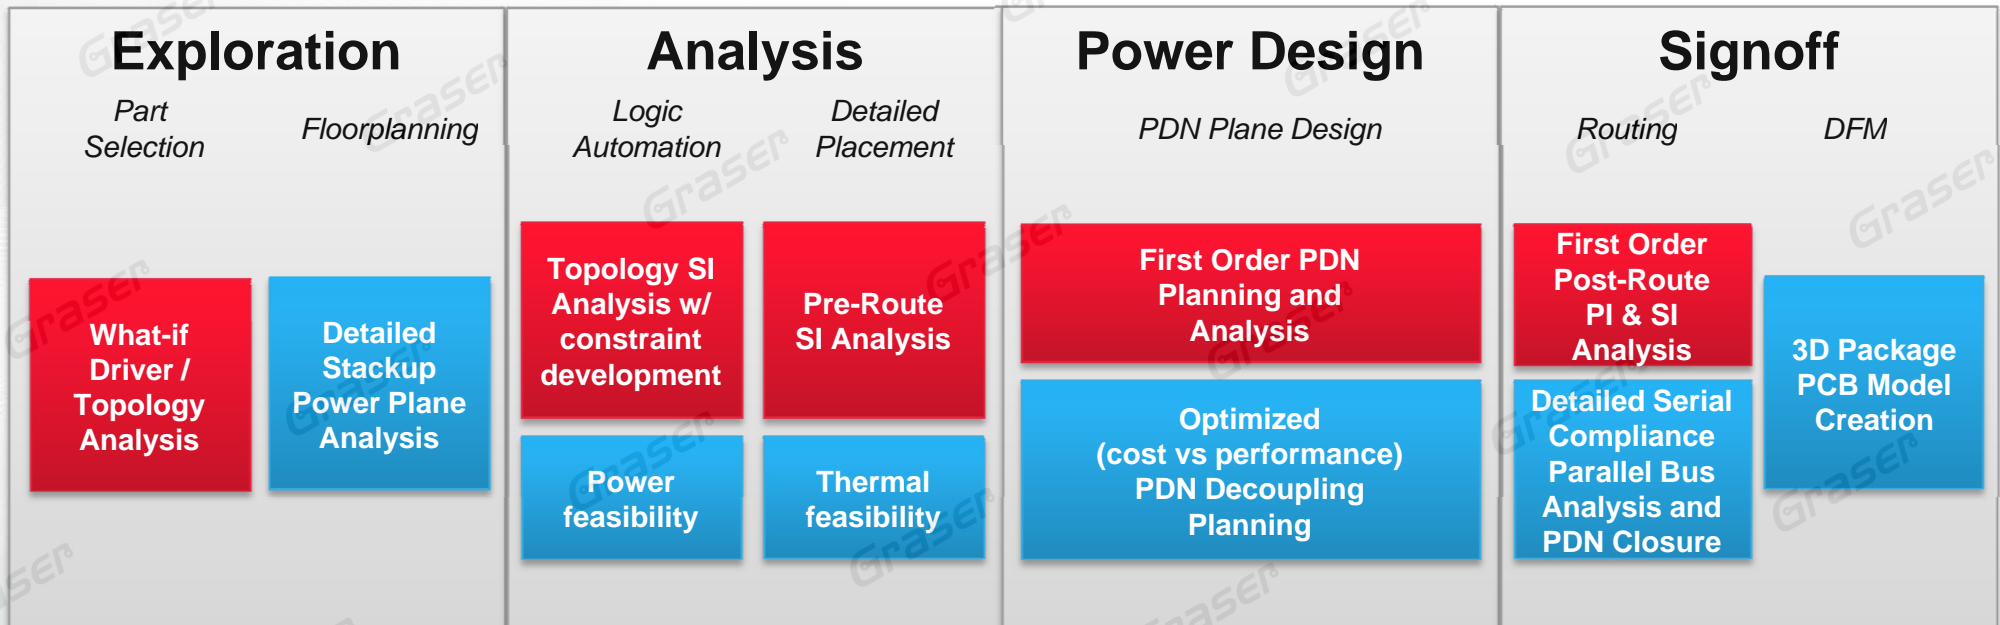 Exploration
Part
Selection
Floorplanning
What-if
Driver /
Topology
Analysis
Detailed
Stackup
Power Plane
Analysis
Analysis
Logic
Automation
Detailed
Placement
Topology SI
Analysis w/
constraint
development
Pre-Route
SI Analysis
Power
feasibility
Thermal
feasibility
Power Design
PDN Plane Design
First Order PDN
Planning and
Analysis
Optimized
(cost vs performance)
PDN Decoupling
Planning
Signoff
Routing
DFM
First Order
Post-Route
PI & SI
Analysis
Detailed Serial
Compliance
Parallel Bus
Analysis and
PDN Closure
3D Package
PCB Model
Creation
Graser